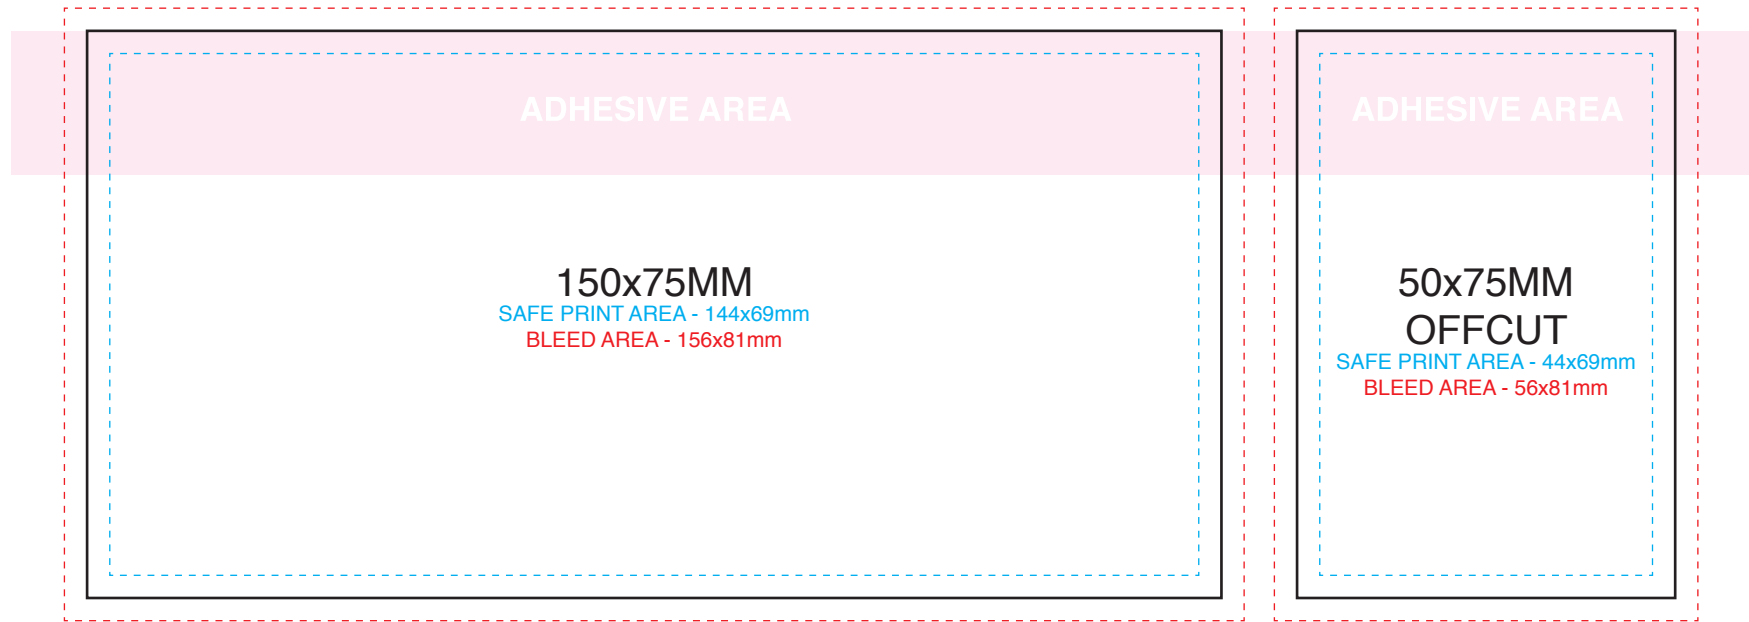 ADHESIVE AREA
150x75MM
SAFE PRINT AREA - 144x69mm
BLEED AREA - 156x81mm
ADHESIVE AREA
50x75MM
OFFCUT
SAFE PRINT AREA - 44x69mm
BLEED AREA - 56x81mm